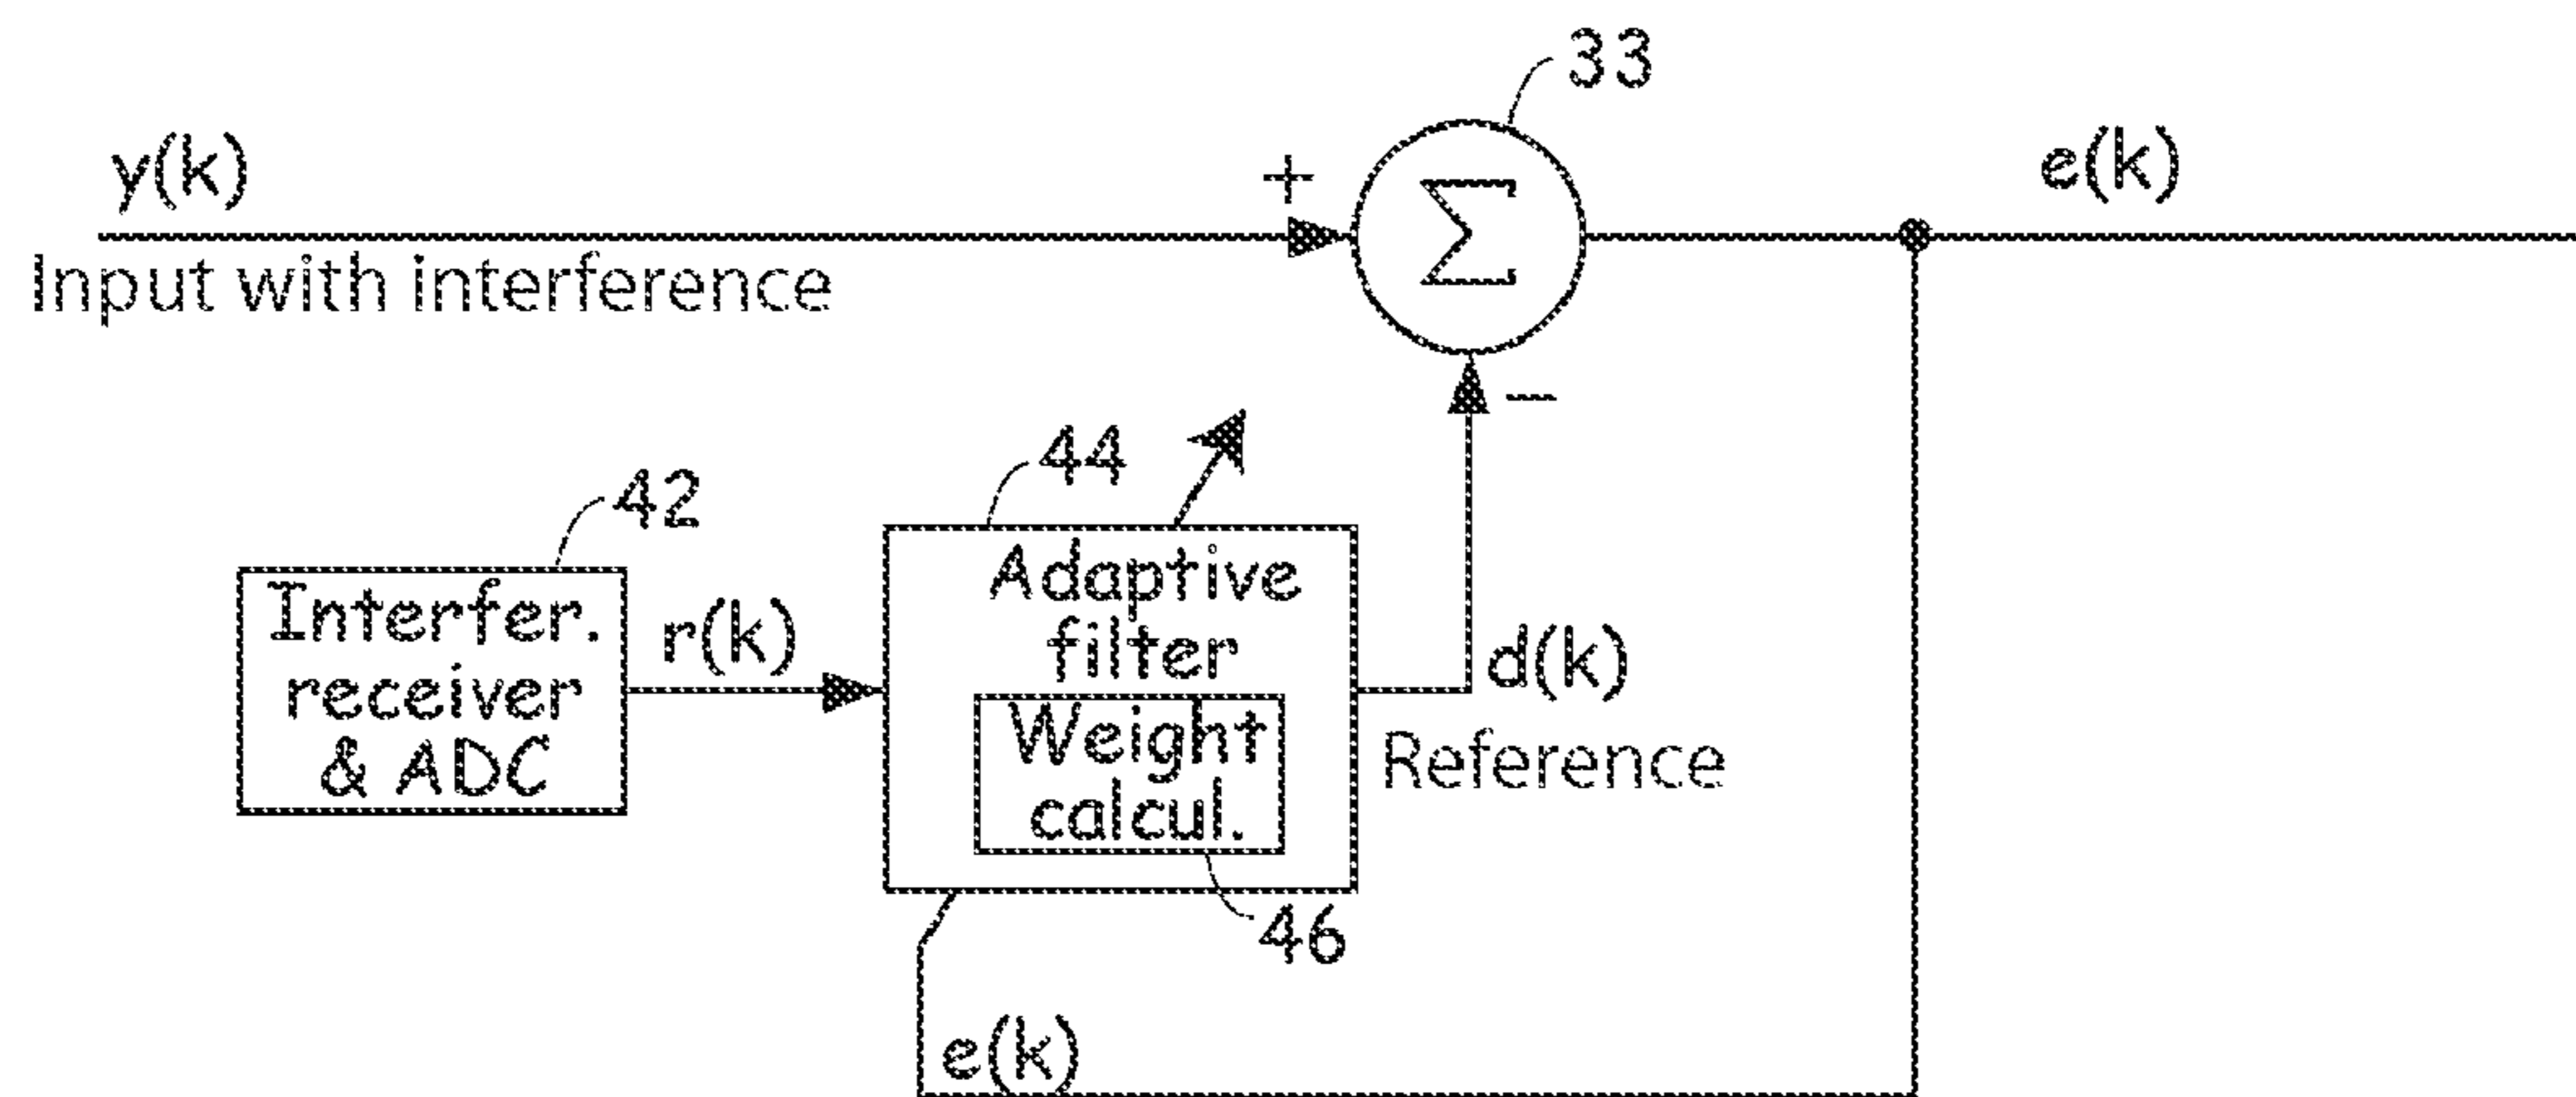 33
y(k)
+
Σ
e(k)
Input with interference
−
44
42
Adaptive
filter
Interfer.
receiver
& ADC
r(k)
d(k)
Weight
calcul.
Reference
46
e(k)